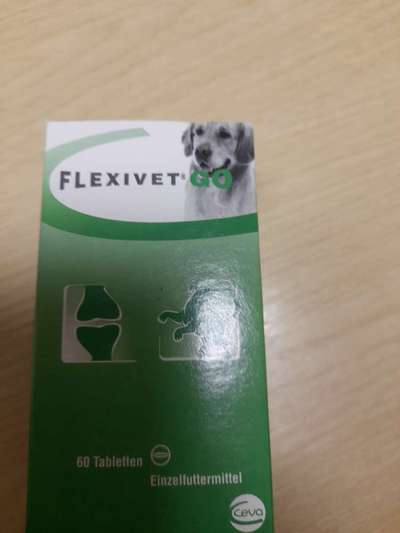 FLEXIVET® GO
60 Tabletten
Einzelfuttermittel
Ceva